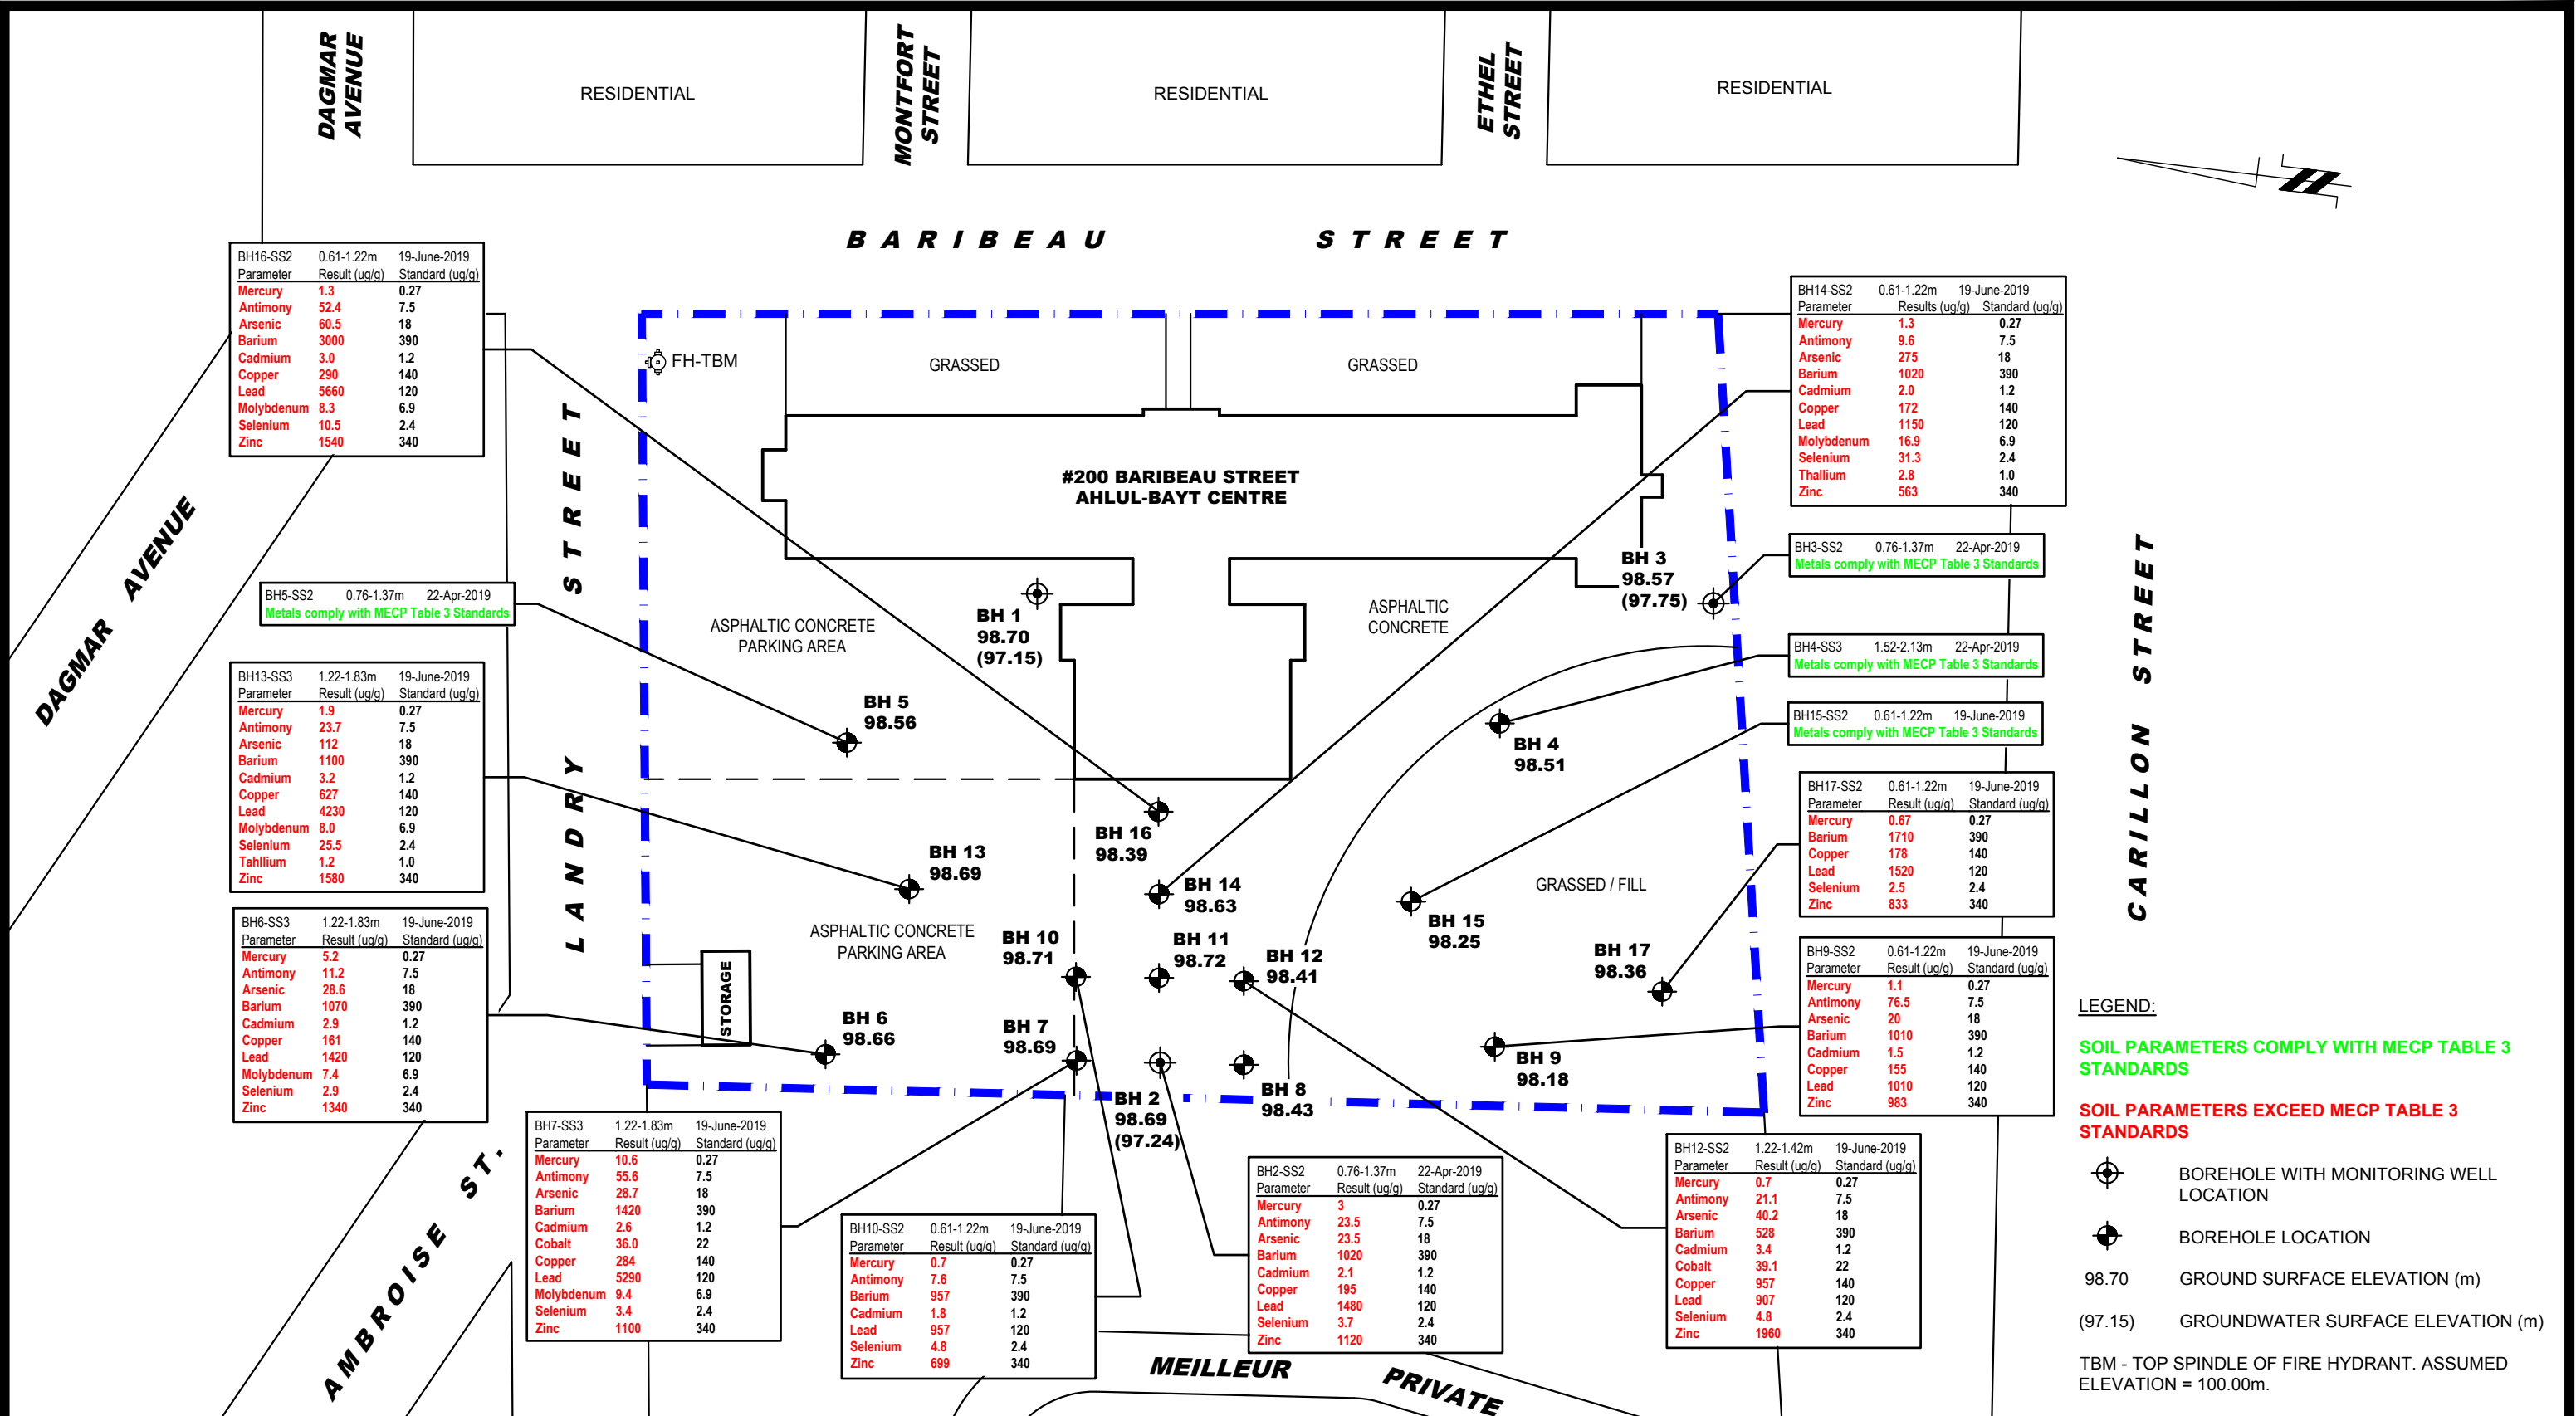 DAGMAR
AVENUE
RESIDENTIAL
MONTFORT
STREET
RESIDENTIAL
ETHEL
STREET
RESIDENTIAL
BARIBEAU STREET
BH16-SS2 0.61-1.22m 19-June-2019
Parameter Result (ug/g) Standard (ug/g)
Mercury 1.3 0.27
Antimony 52.4 7.5
Arsenic 60.5 18
Barium 3000 390
Cadmium 3.0 1.2
Copper 290 140
Lead 5660 120
Molybdenum 8.3 6.9
Selenium 10.5 2.4
Zinc 1540 340
BH14-SS2 0.61-1.22m 19-June-2019
Parameter Results (ug/g) Standard (ug/g)
Mercury 1.3 0.27
Antimony 9.6 7.5
Arsenic 275 18
Barium 1020 390
Cadmium 2.0 1.2
Copper 172 140
Lead 1150 120
Molybdenum 16.9 6.9
Selenium 31.3 2.4
Thallium 2.8 1.0
Zinc 563 340
FH-TBM
GRASSED
GRASSED
#200 BARIBEAU STREET
AHLUL-BAYT CENTRE
DAGMAR AVENUE
LANDRY STREET
CARILLON STREET
BH5-SS2 0.76-1.37m 22-Apr-2019
Metals comply with MECP Table 3 Standards
BH3-SS2 0.76-1.37m 22-Apr-2019
Metals comply with MECP Table 3 Standards
BH4-SS3 1.52-2.13m 22-Apr-2019
Metals comply with MECP Table 3 Standards
BH15-SS2 0.61-1.22m 19-June-2019
Metals comply with MECP Table 3 Standards
BH 1
98.70
(97.15)
ASPHALTIC CONCRETE
PARKING AREA
ASPHALTIC
CONCRETE
BH 3
98.57
(97.75)
BH 5
98.56
BH 4
98.51
BH13-SS3 1.22-1.83m 19-June-2019
Parameter Result (ug/g) Standard (ug/g)
Mercury 1.9 0.27
Antimony 23.7 7.5
Arsenic 112 18
Barium 1100 390
Cadmium 3.2 1.2
Copper 627 140
Lead 4230 120
Molybdenum 8.0 6.9
Selenium 25.5 2.4
Tahllium 1.2 1.0
Zinc 1580 340
BH17-SS2 0.61-1.22m 19-June-2019
Parameter Result (ug/g) Standard (ug/g)
Mercury 0.67 0.27
Barium 1710 390
Copper 178 140
Lead 1520 120
Selenium 2.5 2.4
Zinc 833 340
BH 16
98.39
BH 13
98.69
BH 14
98.63
GRASSED / FILL
BH 15
98.25
ASPHALTIC CONCRETE
PARKING AREA
BH 10
98.71
BH 11
98.72
BH 12
98.41
BH 17
98.36
STORAGE
BH 6
98.66
BH 7
98.69
BH 2
98.69
(97.24)
BH 8
98.43
BH 9
98.18
BH6-SS3 1.22-1.83m 19-June-2019
Parameter Result (ug/g) Standard (ug/g)
Mercury 5.2 0.27
Antimony 11.2 7.5
Arsenic 28.6 18
Barium 1070 390
Cadmium 2.9 1.2
Copper 161 140
Lead 1420 120
Molybdenum 7.4 6.9
Selenium 2.9 2.4
Zinc 1340 340
BH9-SS2 0.61-1.22m 19-June-2019
Parameter Result (ug/g) Standard (ug/g)
Mercury 1.1 0.27
Antimony 76.5 7.5
Arsenic 20 18
Barium 1010 390
Cadmium 1.5 1.2
Copper 155 140
Lead 1010 120
Zinc 983 340
BH7-SS3 1.22-1.83m 19-June-2019
Parameter Result (ug/g) Standard (ug/g)
Mercury 10.6 0.27
Antimony 55.6 7.5
Arsenic 28.7 18
Barium 1420 390
Cadmium 2.6 1.2
Cobalt 36.0 22
Copper 284 140
Lead 5290 120
Molybdenum 9.4 6.9
Selenium 3.4 2.4
Zinc 1100 340
BH10-SS2 0.61-1.22m 19-June-2019
Parameter Result (ug/g) Standard (ug/g)
Mercury 0.7 0.27
Antimony 7.6 7.5
Barium 957 390
Cadmium 1.8 1.2
Lead 957 120
Selenium 4.8 2.4
Zinc 699 340
BH2-SS2 0.76-1.37m 22-Apr-2019
Parameter Result (ug/g) Standard (ug/g)
Mercury 3 0.27
Antimony 23.5 7.5
Arsenic 23.5 18
Barium 1020 390
Cadmium 2.1 1.2
Copper 195 140
Lead 1480 120
Selenium 3.7 2.4
Zinc 1120 340
BH12-SS2 1.22-1.42m 19-June-2019
Parameter Result (ug/g) Standard (ug/g)
Mercury 0.7 0.27
Antimony 21.1 7.5
Arsenic 40.2 18
Barium 528 390
Cadmium 3.4 1.2
Cobalt 39.1 22
Copper 957 140
Lead 907 120
Selenium 4.8 2.4
Zinc 1960 340
AMBROISE ST.
MEILLEUR PRIVATE
LEGEND:
SOIL PARAMETERS COMPLY WITH MECP TABLE 3
STANDARDS
SOIL PARAMETERS EXCEED MECP TABLE 3
STANDARDS
BOREHOLE WITH MONITORING WELL
LOCATION
BOREHOLE LOCATION
98.70 GROUND SURFACE ELEVATION (m)
(97.15) GROUNDWATER SURFACE ELEVATION (m)
TBM - TOP SPINDLE OF FIRE HYDRANT. ASSUMED
ELEVATION = 100.00m.